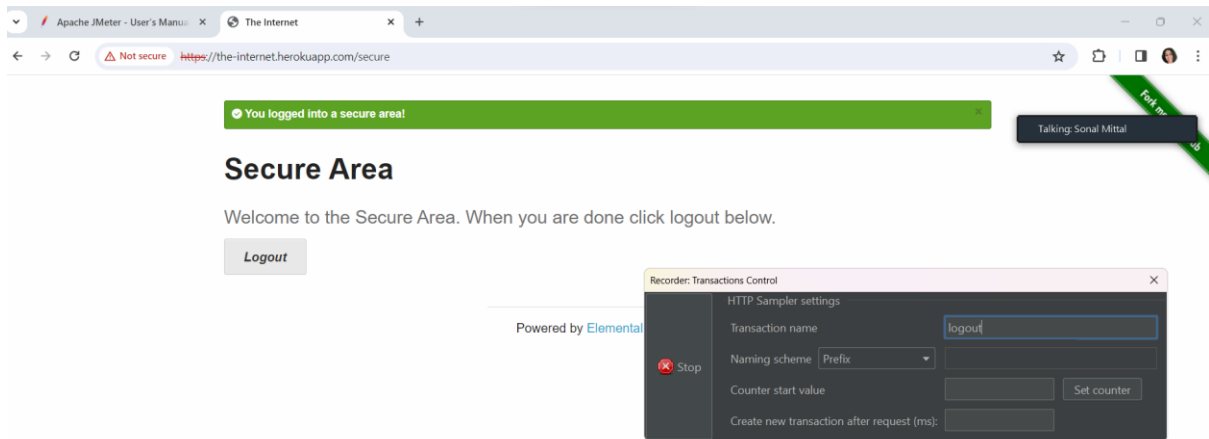 Apache JMeter - User's Manua
The Internet
Not secure https://the-internet.herokuapp.com/secure
You logged into a secure area!
Fork m
ub
Talking: Sonal Mittal
Secure Area
Welcome to the Secure Area. When you are done click logout below.
Logout
Recorder: Transactions Control
HTTP Sampler settings
Transaction name logout
Powered by Elemental
Stop
Naming scheme Prefix
Counter start value Set counter
Create new transaction after request (ms):